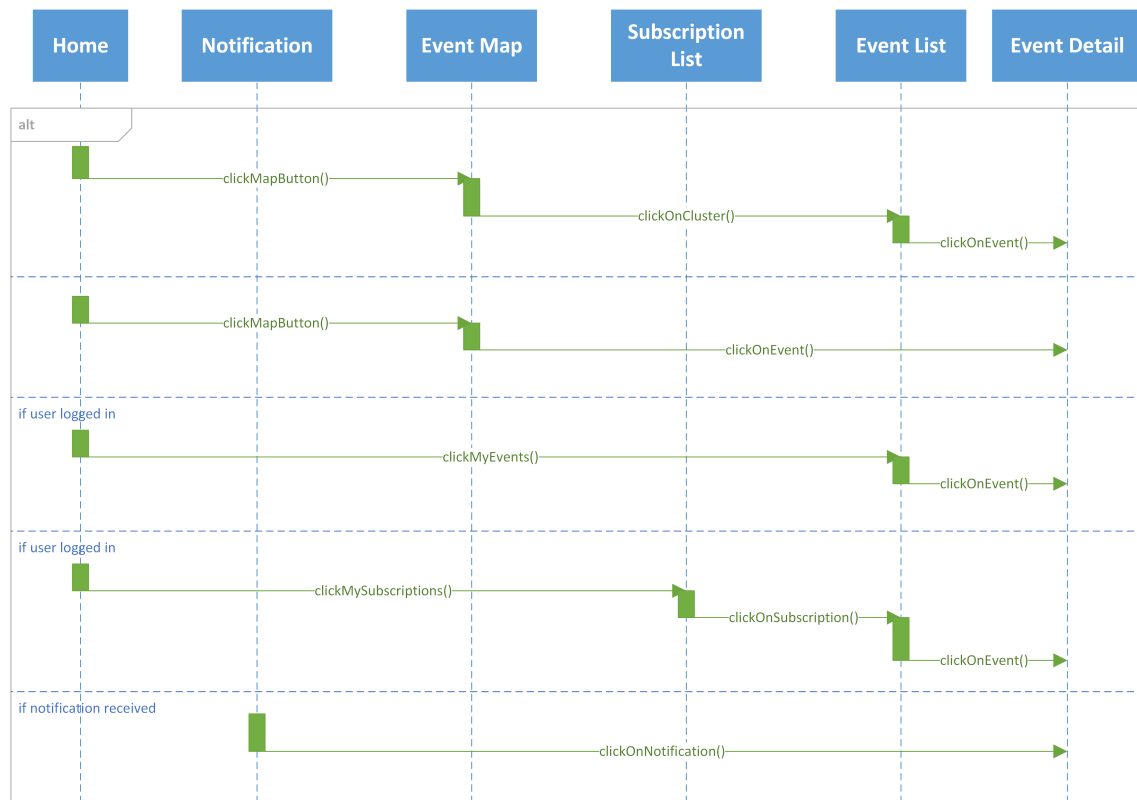 Home
Notification
Event Map
Subscription
List
Event List
Event Detail
alt
clickMapButton()
clickOnCluster()
clickOnEvent()
clickMapButton()
clickOnEvent()
if user logged in
clickMyEvents()
clickOnEvent()
if user logged in
clickMySubscriptions()
clickOnSubscription()
clickOnEvent()
if notification received
clickOnNotification()